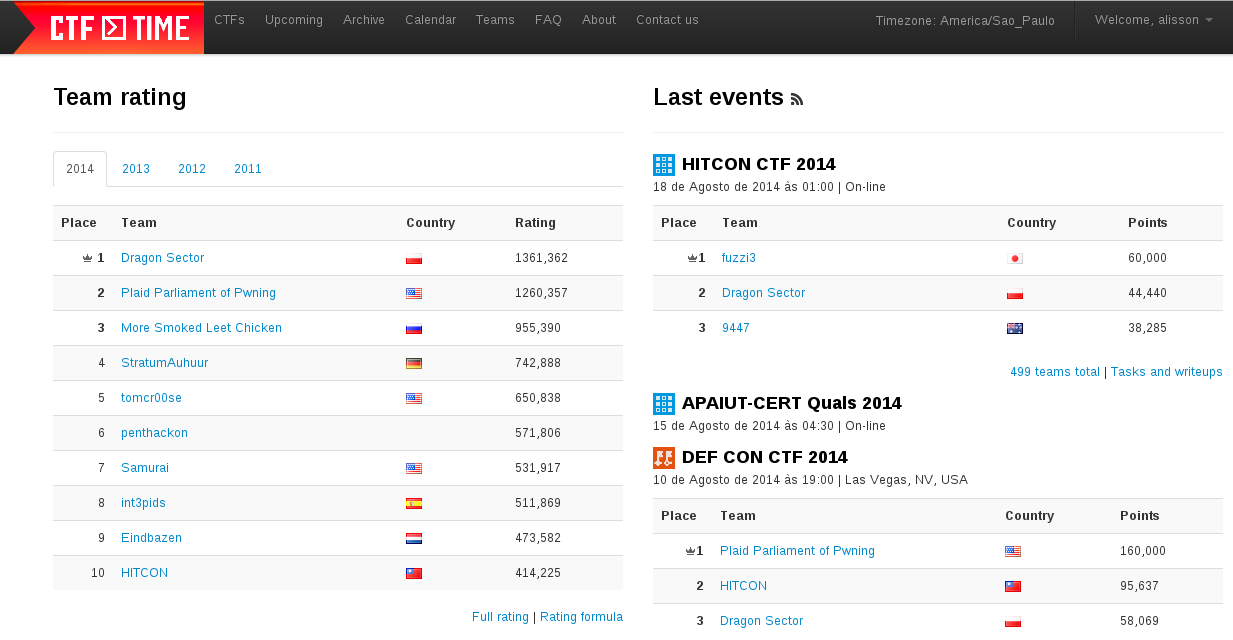 CTF TIME CTFs Upcoming Archive Calendar Teams FAQ About Contact us Timezone: America/Sao_Paulo Welcome, alisson
Team rating
2014 2013 2012 2011
Place Team Country Rating
1 Dragon Sector 1361,362
2 Plaid Parliament of Pwning 1260,357
3 More Smoked Leet Chicken 955,390
4 StratumAuhuur 742,888
5 tomcr00se 650,838
6 penthackon 571,806
7 Samurai 531,917
8 int3pids 511,869
9 Eindbazen 473,582
10 HITCON 414,225
Full rating | Rating formula
Last events
HITCON CTF 2014
18 de Agosto de 2014 às 01:00 | On-line
Place Team Country Points
1 fuzzi3 60,000
2 Dragon Sector 44,440
3 9447 38,285
499 teams total | Tasks and writeups
APAIUT-CERT Quals 2014
15 de Agosto de 2014 às 04:30 | On-line
DEF CON CTF 2014
10 de Agosto de 2014 às 19:00 | Las Vegas, NV, USA
Place Team Country Points
1 Plaid Parliament of Pwning 160,000
2 HITCON 95,637
3 Dragon Sector 58,069